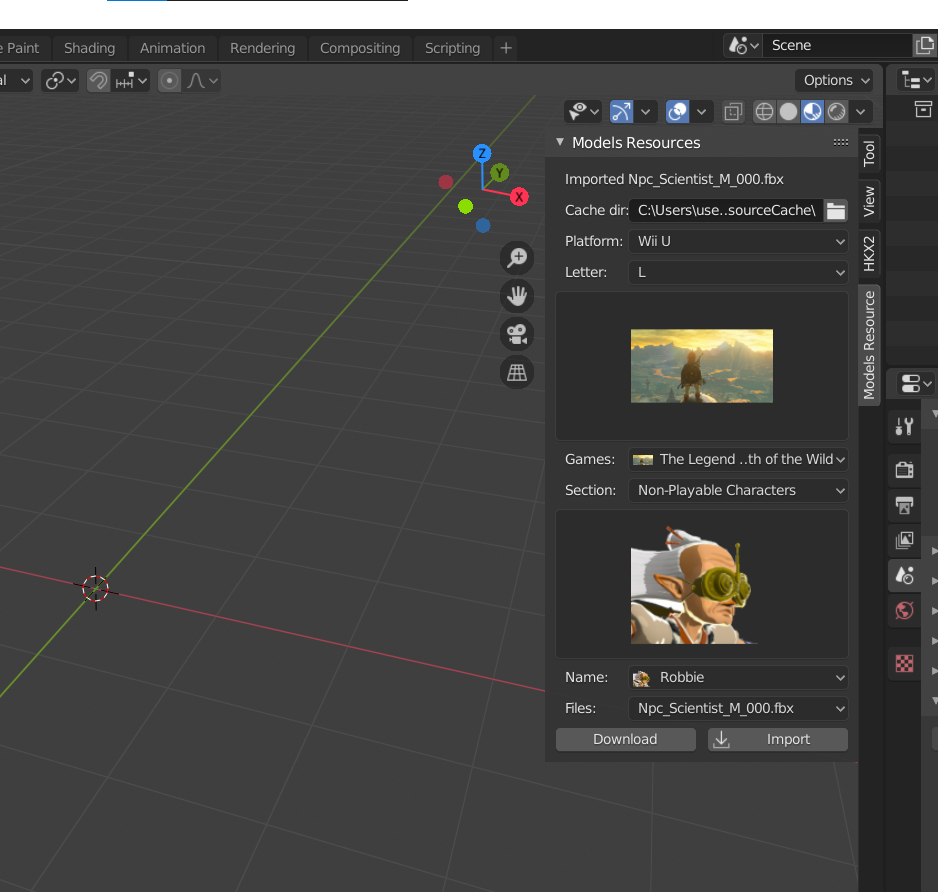 e Paint Shading Animation Rendering Compositing Scripting +
Scene
al
Options
Z
Y
X
Models Resources
Imported Npc_Scientist_M_000.fbx
Cache dir: C:\Users\use..sourceCache\
Platform: Wii U
Letter: L
Games: The Legend ..th of the Wild
Section: Non-Playable Characters
Name: Robbie
Files: Npc_Scientist_M_000.fbx
Download Import
Tool
View
HKX2
Models Resource